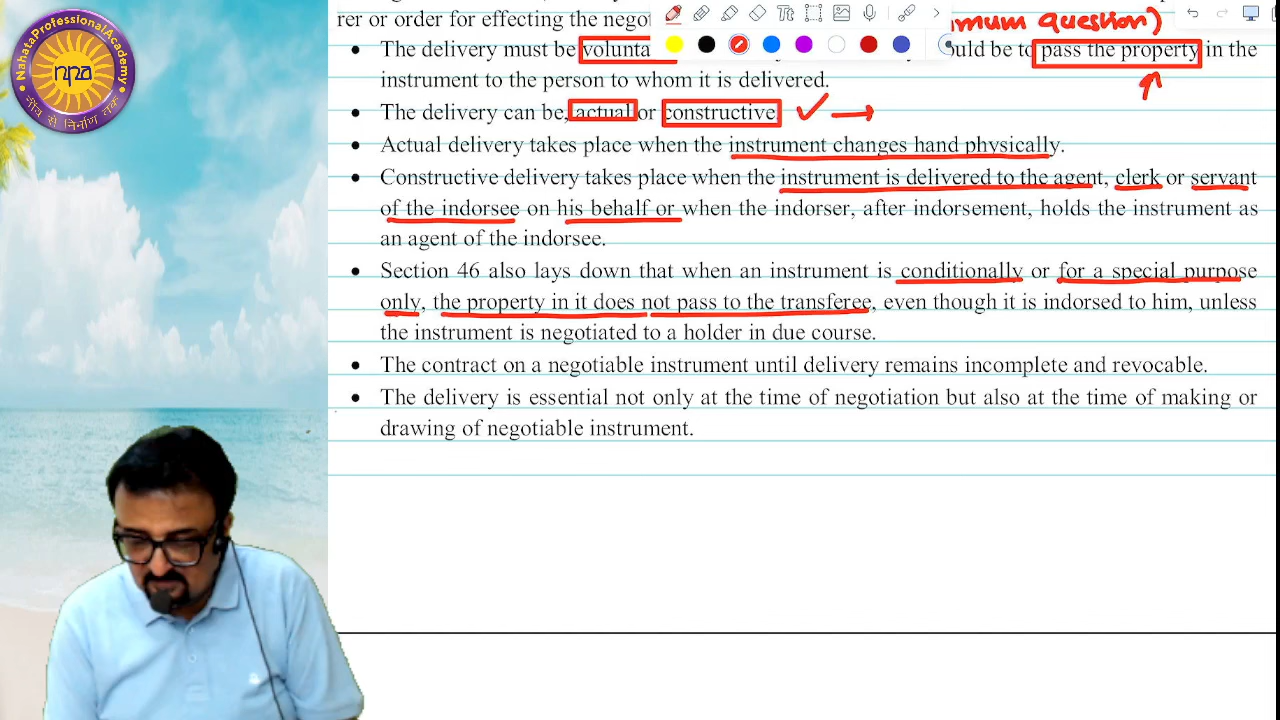 NahataProfessionalAcademy
npa
नींव से निर्माण तक
rer or order for effecting the nego
mum question)
Tt
• The delivery must be volunta ould be to pass the property in the
instrument to the person to whom it is delivered.
• The delivery can be, actual or constructive.
• Actual delivery takes place when the instrument changes hand physically.
• Constructive delivery takes place when the instrument is delivered to the agent, clerk or servant
of the indorsee on his behalf or when the indorser, after indorsement, holds the instrument as
an agent of the indorsee.
• Section 46 also lays down that when an instrument is conditionally or for a special purpose
only, the property in it does not pass to the transferee, even though it is indorsed to him, unless
the instrument is negotiated to a holder in due course.
• The contract on a negotiable instrument until delivery remains incomplete and revocable.
• The delivery is essential not only at the time of negotiation but also at the time of making or
drawing of negotiable instrument.